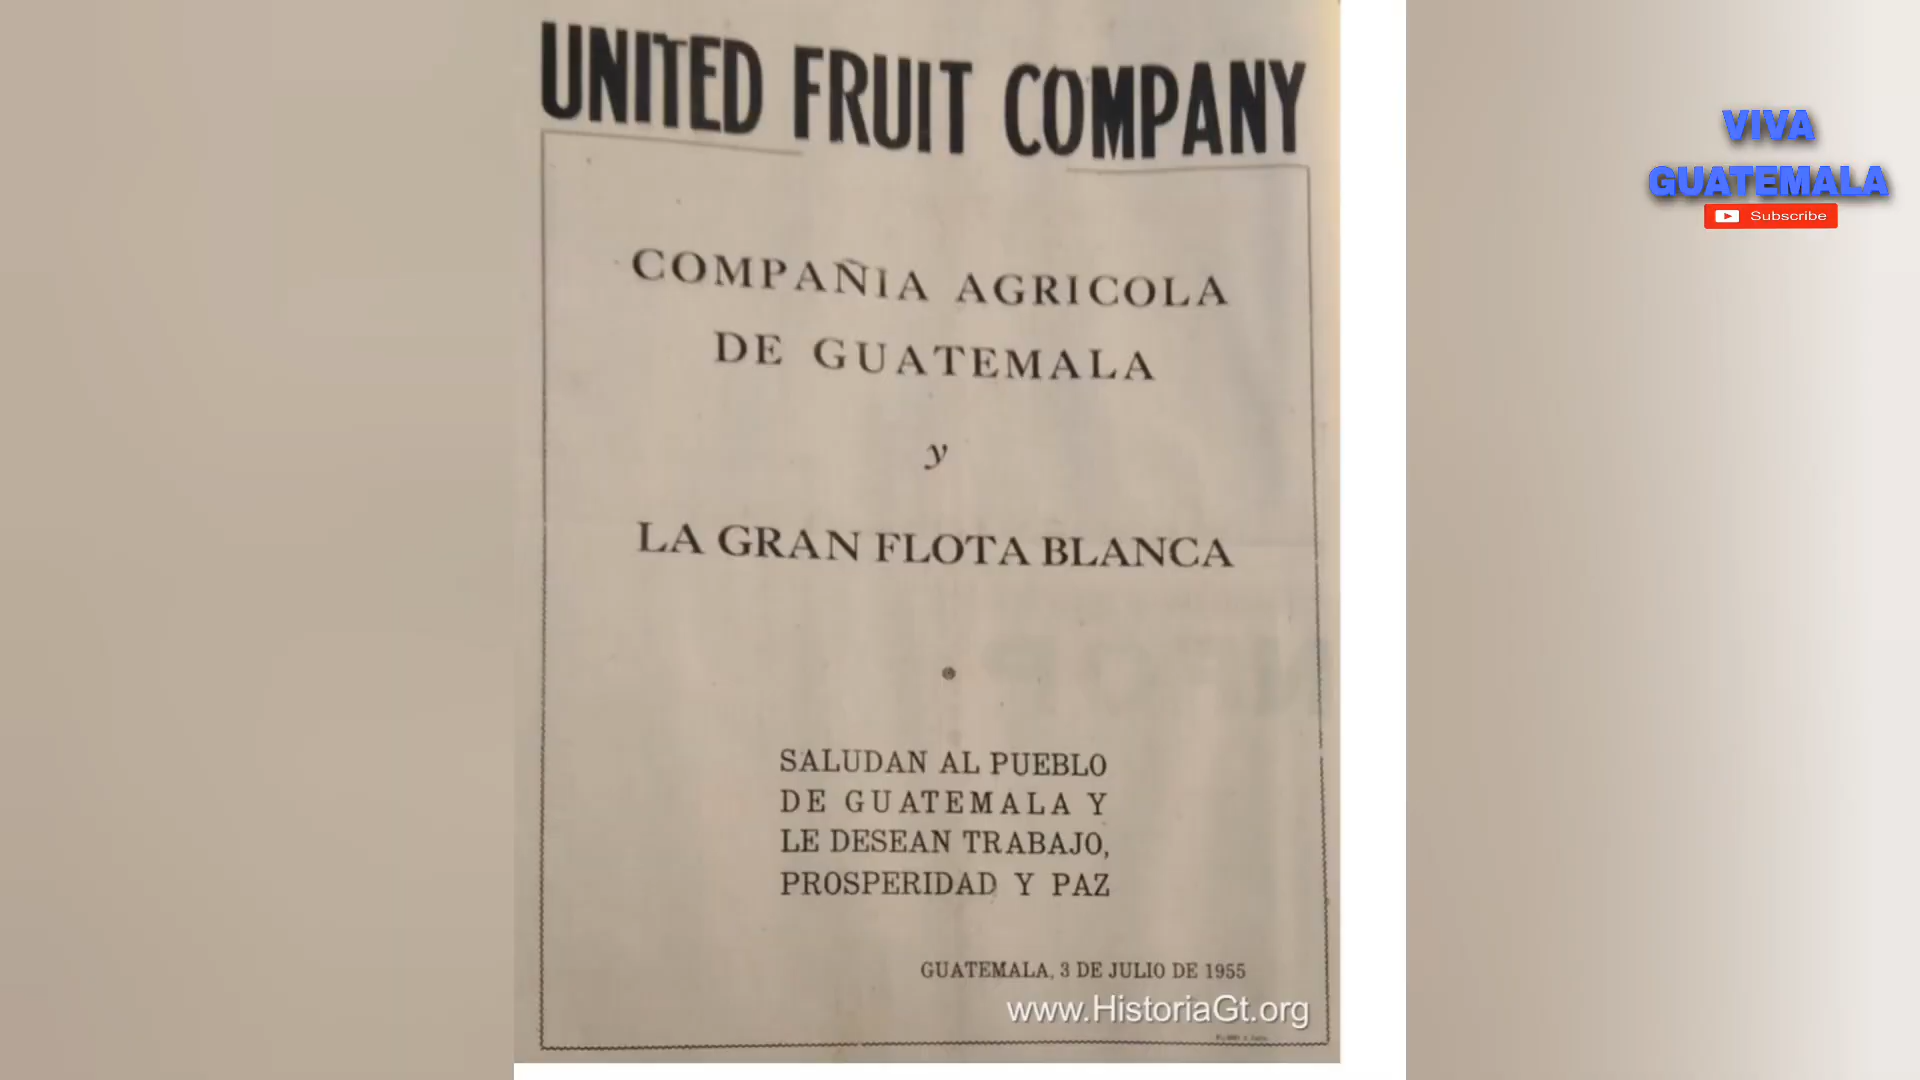 UNITED FRUIT COMPANY
COMPAÑIA AGRICOLA
DE GUATEMALA
y
LA GRAN FLOTA BLANCA
SALUDAN AL PUEBLO
DE GUATEMALA Y
LE DESEAN TRABAJO,
PROSPERIDAD Y PAZ
GUATEMALA, 3 DE JULIO DE 1955
www.HistoriaGt.org
VIVA
GUATEMALA
Subscribe